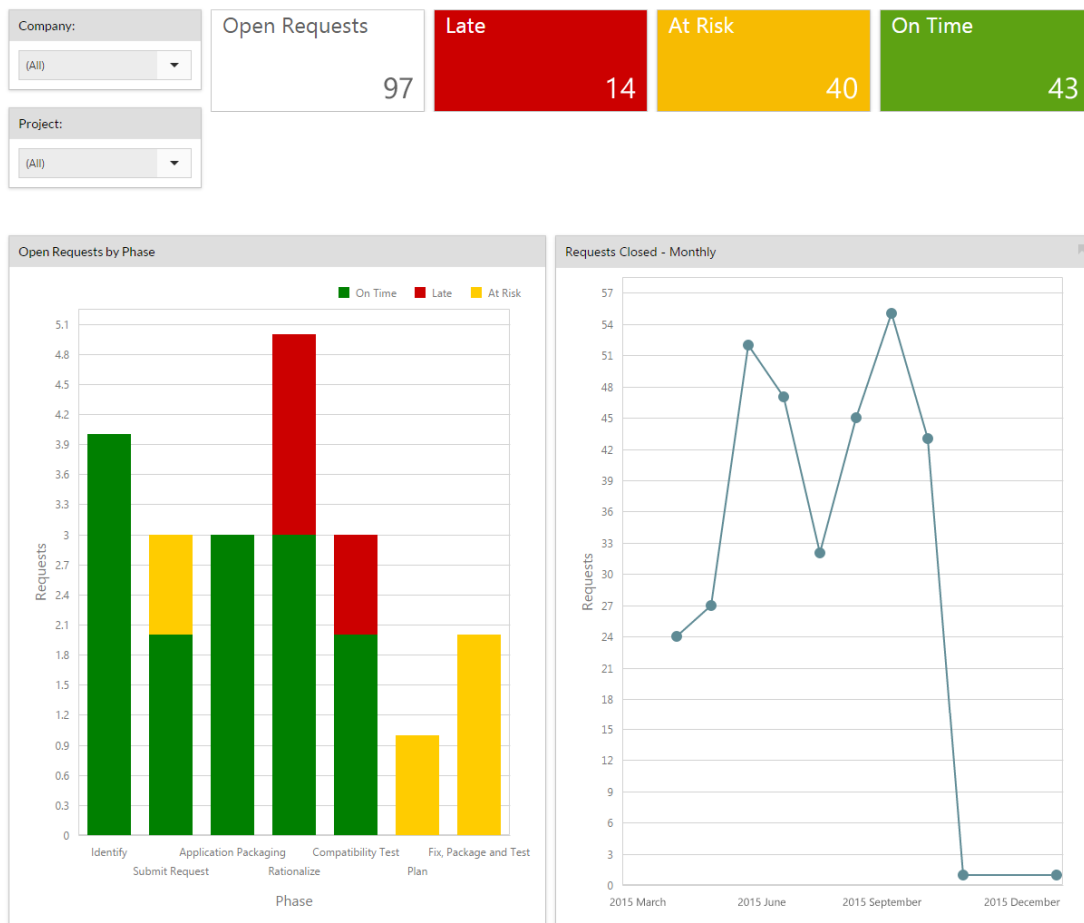 Company:
(All)
Project:
(All)
Open Requests
97
Late
14
At Risk
40
On Time
43
Open Requests by Phase
On Time Late At Risk
5.1
4.8
4.5
4.2
3.9
3.6
3.3
3
2.7
2.4
2.1
1.8
1.5
1.2
0.9
0.6
0.3
0
Requests
Identify Application Packaging Compatibility Test Fix, Package and Test
Submit Request Rationalize Plan
Phase
Requests Closed - Monthly
57
54
51
48
45
42
39
36
33
30
27
24
21
18
15
12
9
6
3
0
Requests
2015 March 2015 June 2015 September 2015 December